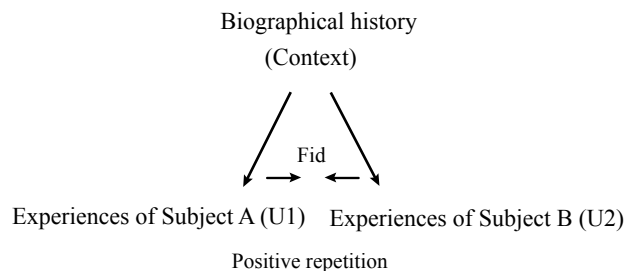 Biographical history
(Context)
Fid
Experiences of Subject A (U1) Experiences of Subject B (U2)
Positive repetition